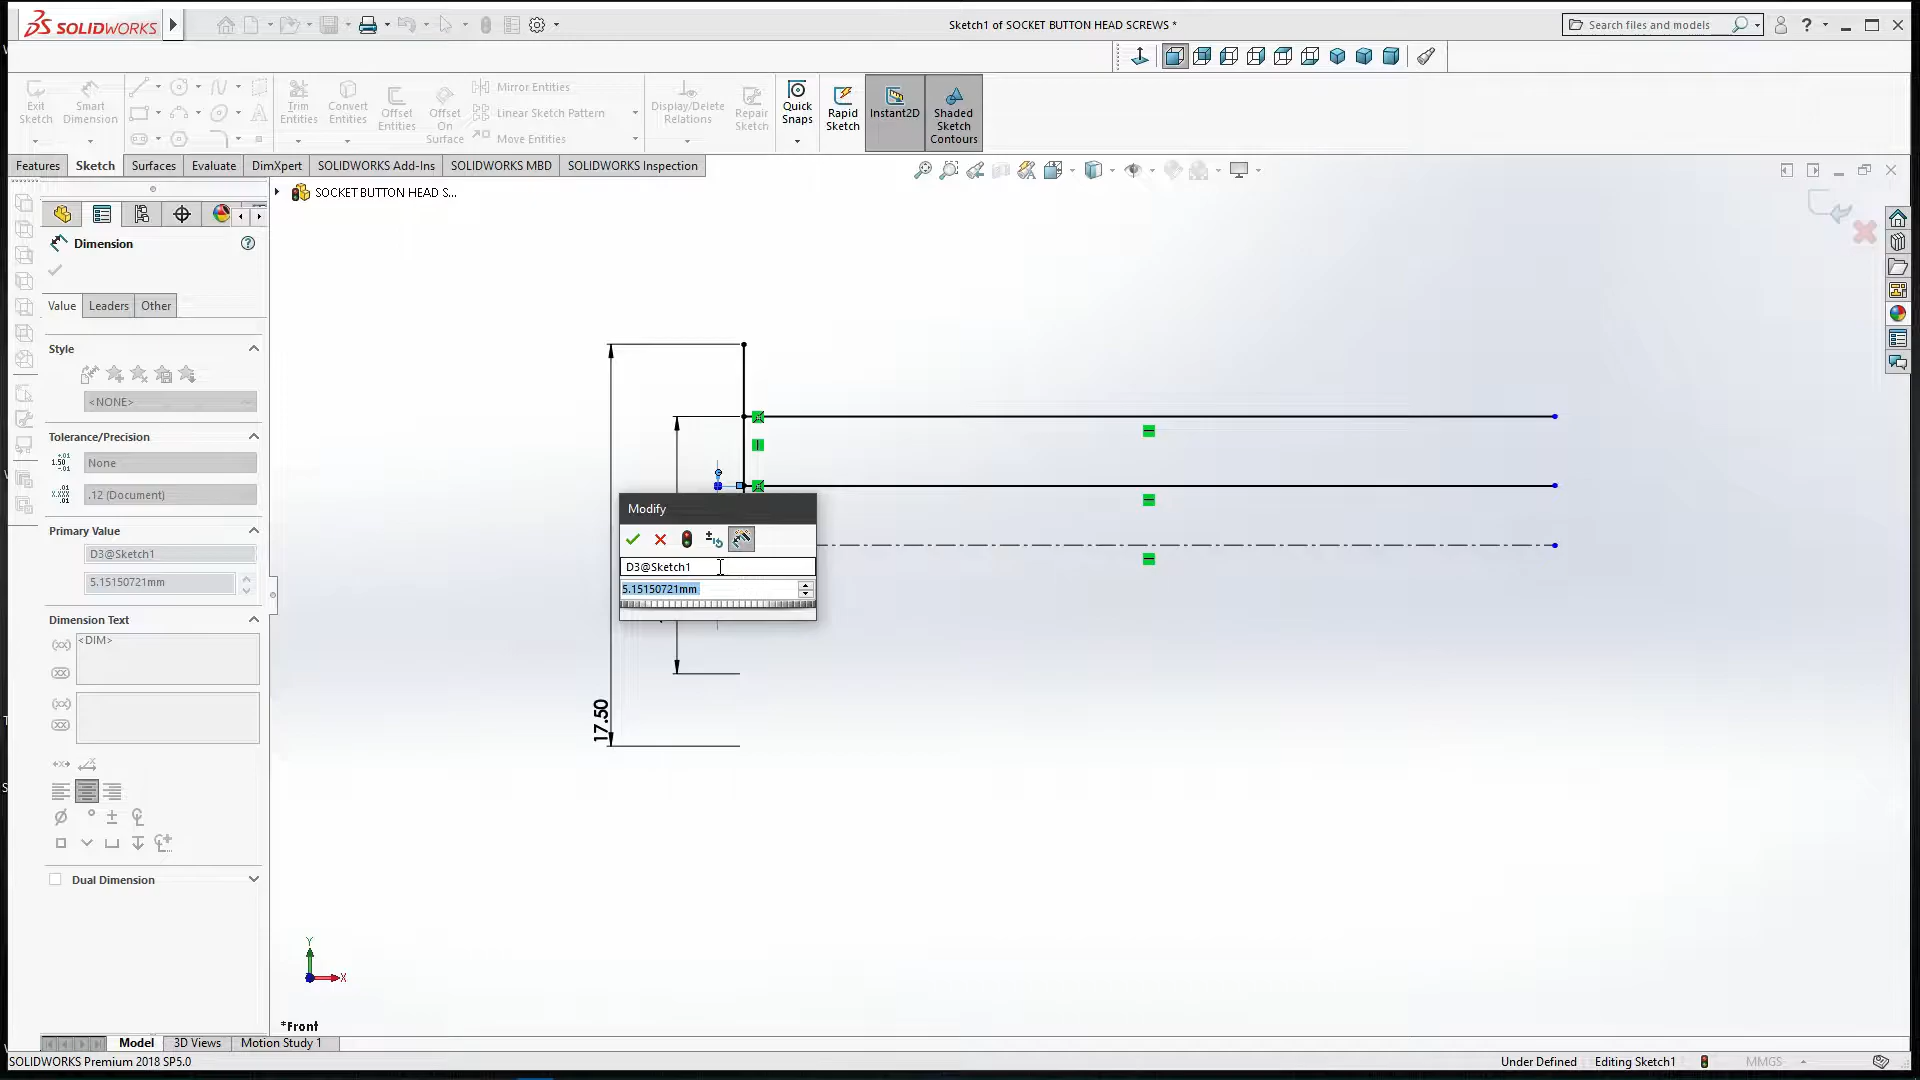 SOLIDWORKS
Sketch1 of SOCKET BUTTON HEAD SCREWS *
Search files and models
?
Exit Sketch
Smart Dimension
Trim Entities
Convert Entities
Offset Entities
Offset On Surface
Mirror Entities
Linear Sketch Pattern
Move Entities
Display/Delete Relations
Repair Sketch
Quick Snaps
Rapid Sketch
Instant2D
Shaded Sketch Contours
Features
Sketch
Surfaces
Evaluate
DimXpert
SOLIDWORKS Add-Ins
SOLIDWORKS MBD
SOLIDWORKS Inspection
SOCKET BUTTON HEAD S...
Dimension
Value
Leaders
Other
Style
<NONE>
Tolerance/Precision
None
.12 (Document)
Primary Value
D3@Sketch1
5.15150721mm
Dimension Text
<DIM>
Dual Dimension
Modify
D3@Sketch1
5.15150721mm
17.50
Y
X
*Front
Model
3D Views
Motion Study 1
SOLIDWORKS Premium 2018 SP5.0
Under Defined
Editing Sketch1
MMGS